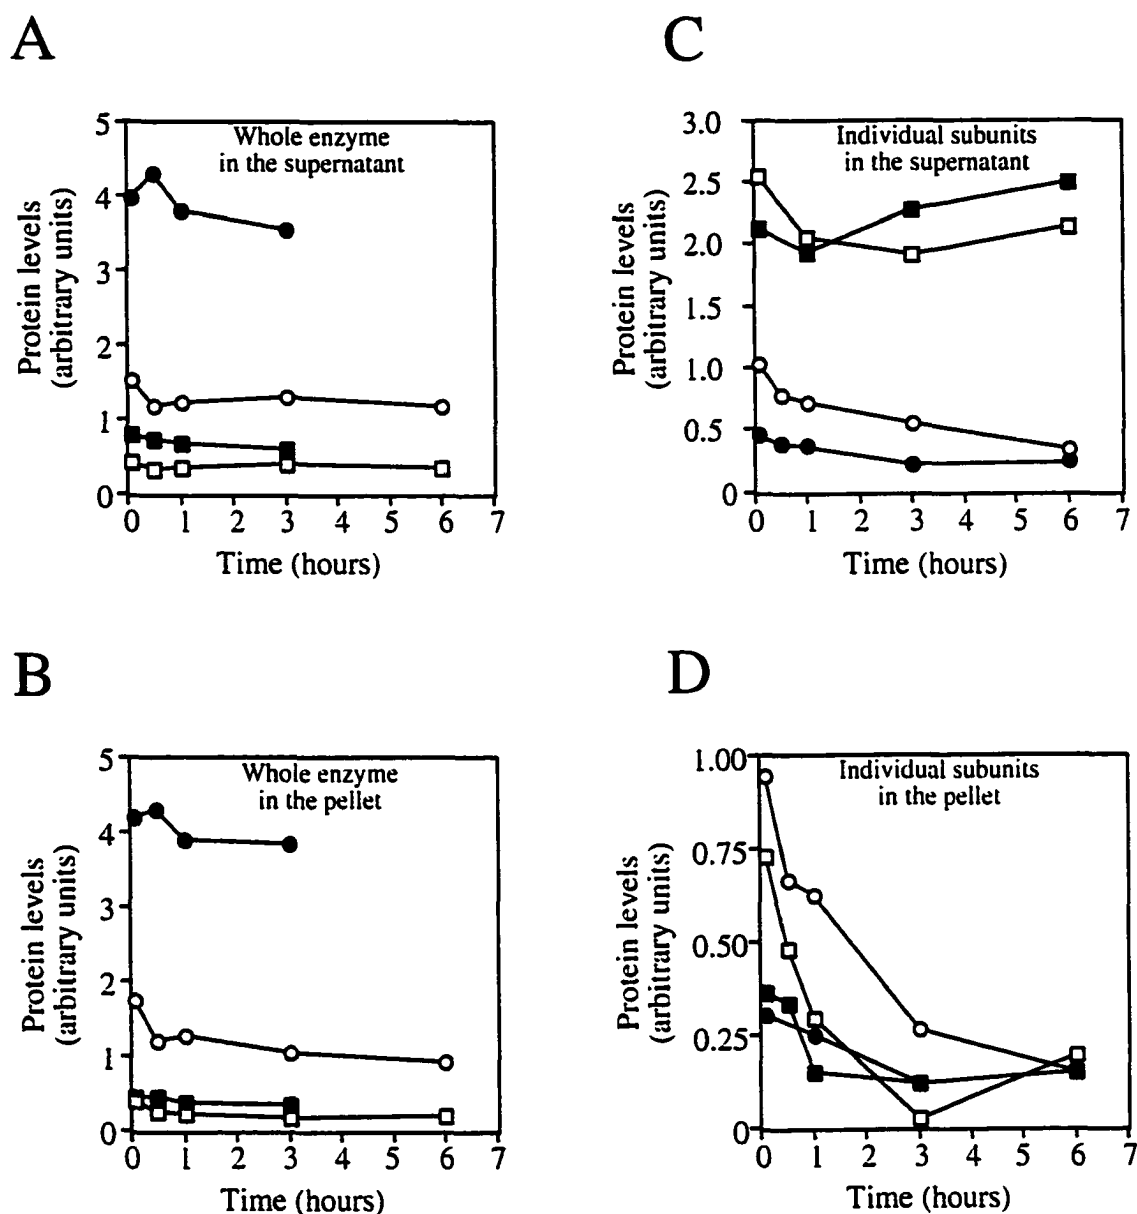 A
Whole enzyme
in the supernatant
Protein levels
(arbitrary units)
5
4
3
2
1
0
0 1 2 3 4 5 6 7
Time (hours)
C
Individual subunits
in the supernatant
Protein levels
(arbitrary units)
3.0
2.5
2.0
1.5
1.0
0.5
0
0 1 2 3 4 5 6 7
Time (hours)
B
Whole enzyme
in the pellet
Protein levels
(arbitrary units)
5
4
3
2
1
0
0 1 2 3 4 5 6 7
Time (hours)
D
Individual subunits
in the pellet
Protein levels
(arbitrary units)
1.00
0.75
0.50
0.25
0
0 1 2 3 4 5 6 7
Time (hours)